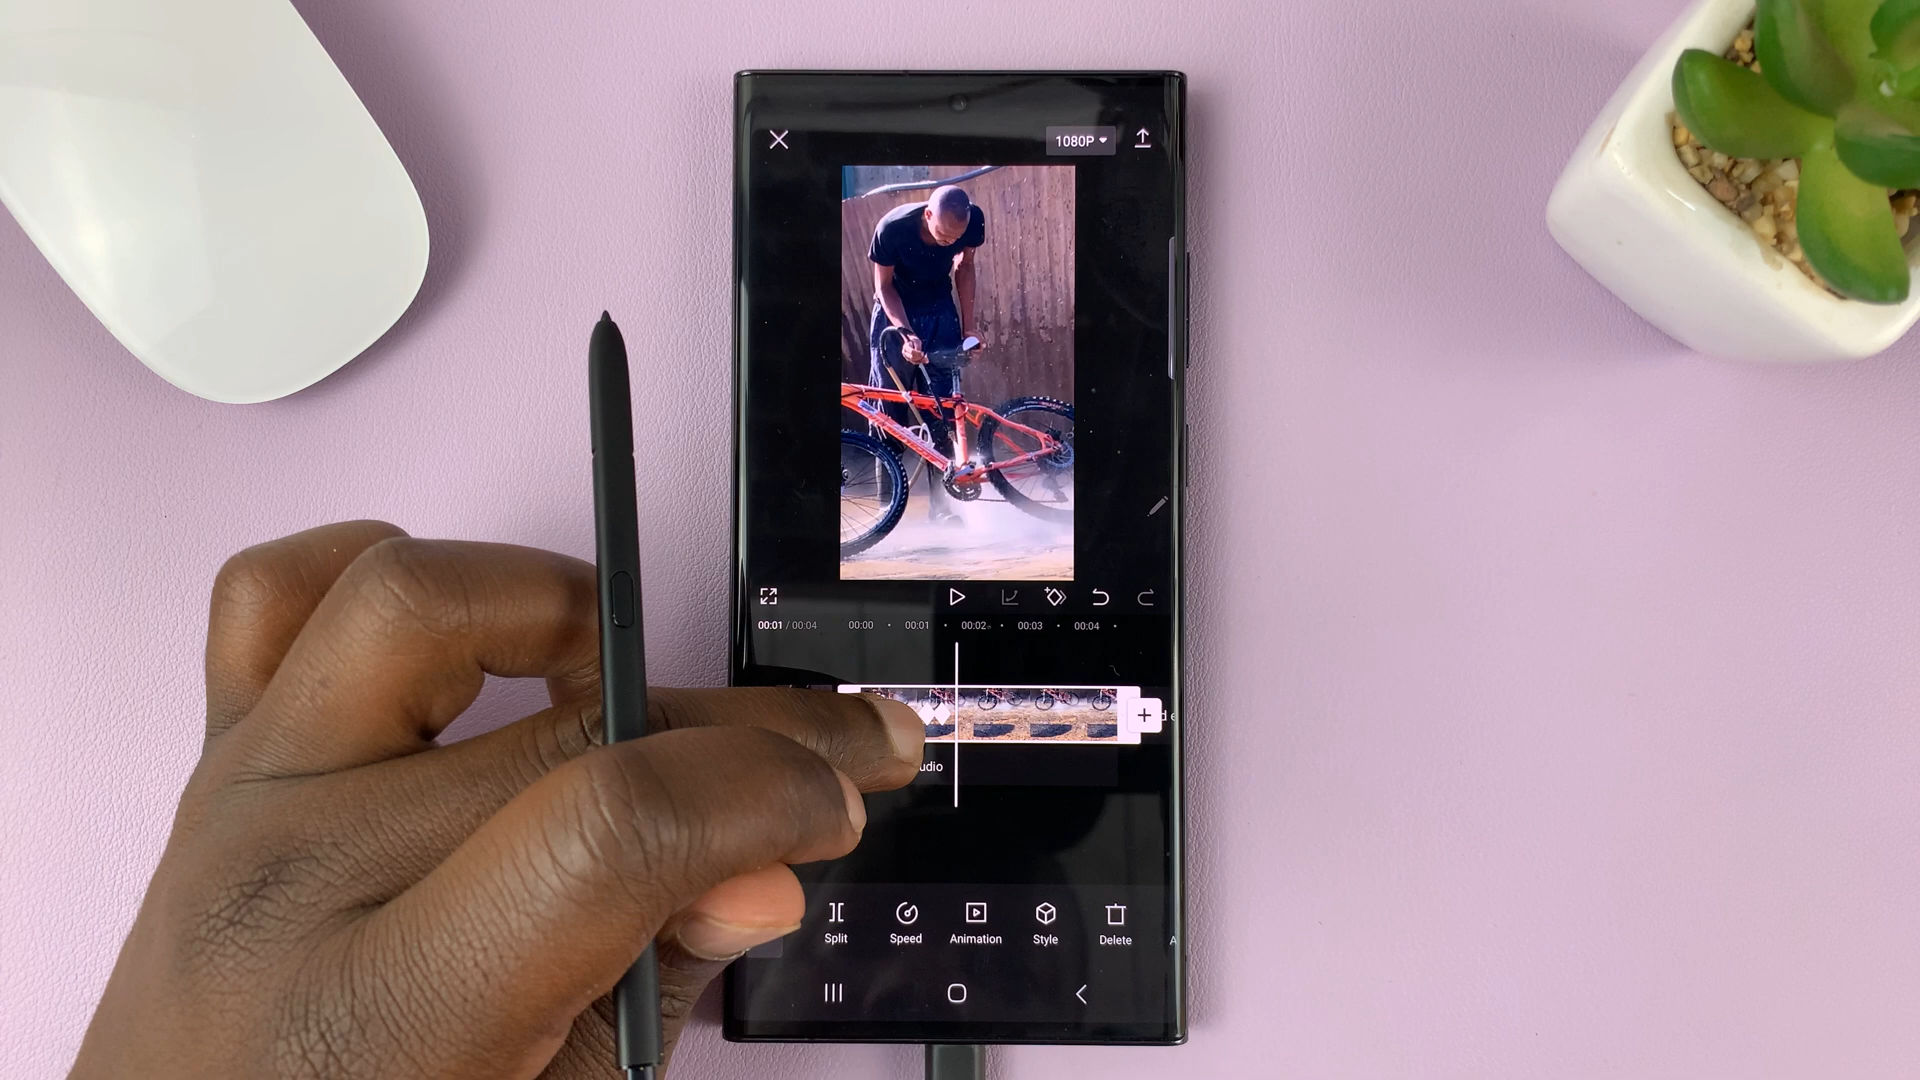 1080P
00:01 / 00:04 00:00 00:01 00:02 00:03 00:04
d e
udio
Split Speed Animation Style Delete A